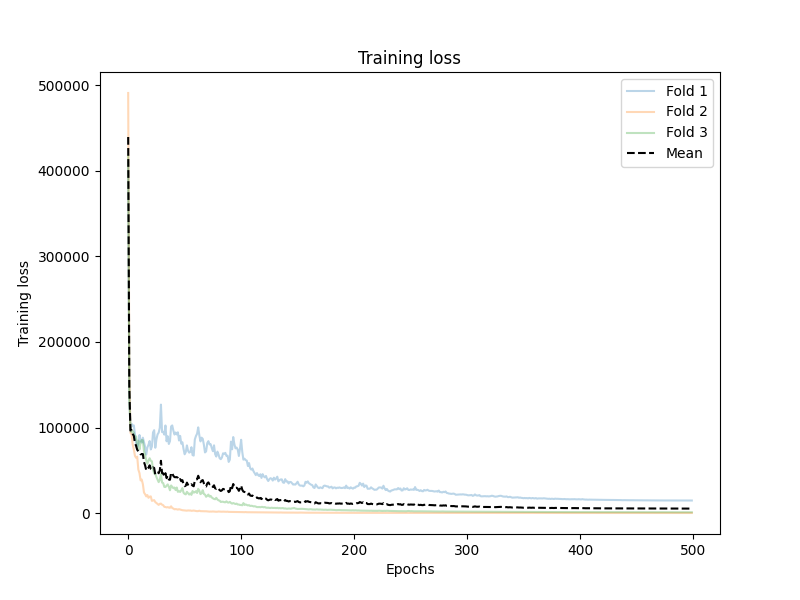 Training loss
Fold 1
Fold 2
Fold 3
Mean
Training loss
500000
400000
300000
200000
100000
0
0 100 200 300 400 500
Epochs